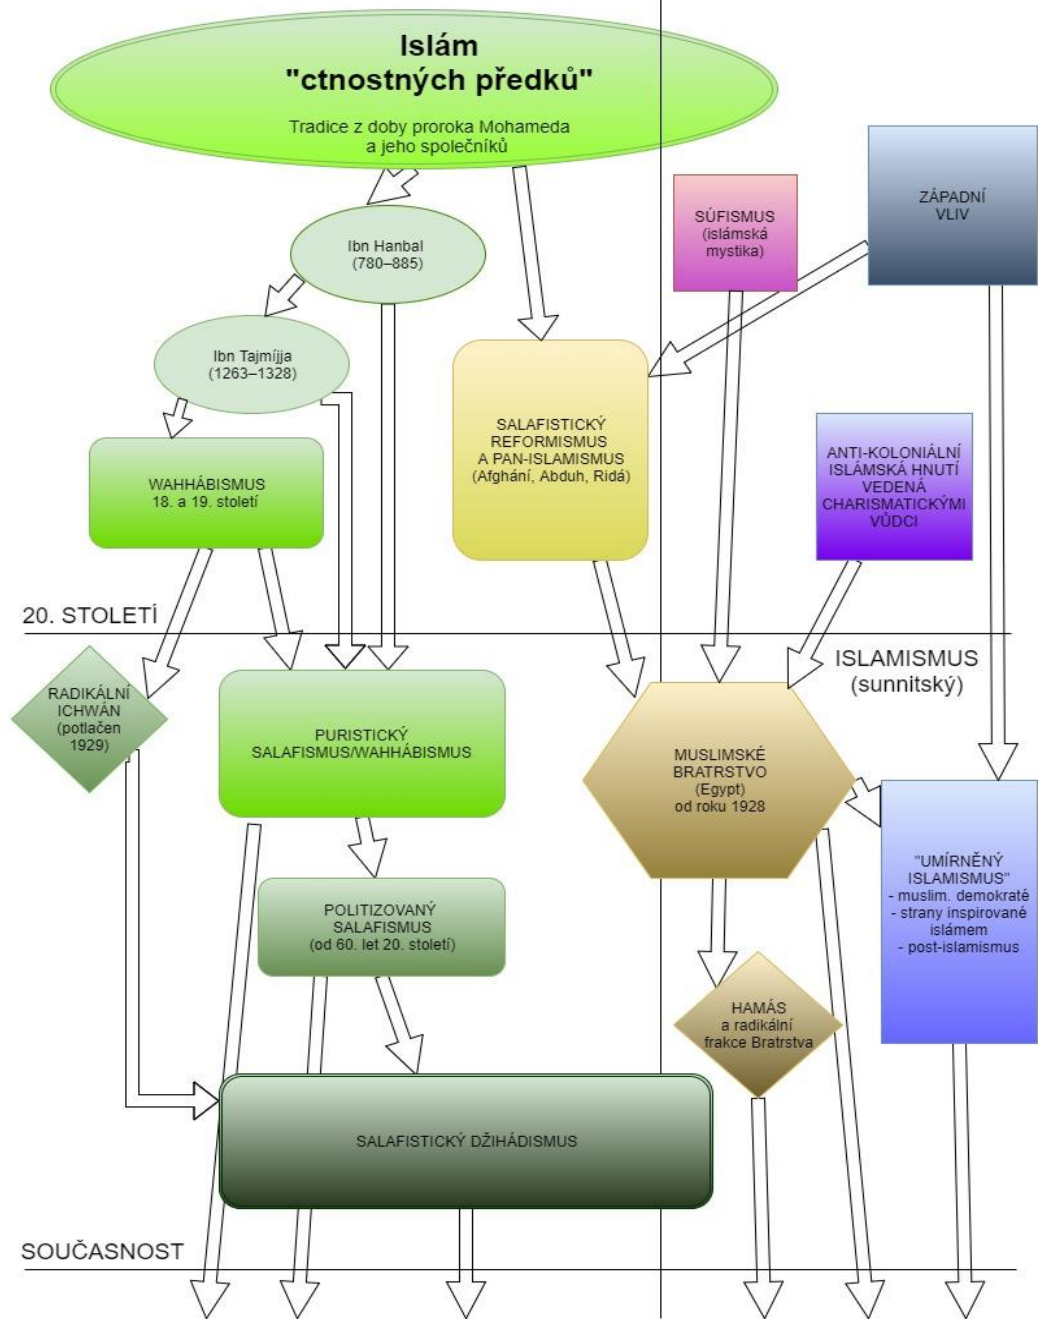 Islám
"ctnostných předků"
Tradice z doby proroka Mohameda
a jeho společníků
SÚFISMUS
(islámská
mystika)
ZÁPADNÍ
VLIV
Ibn Hanbal
(780–885)
Ibn Tajmíjja
(1263–1328)
SALAFISTICKÝ
REFORMISMUS
A PAN-ISLAMISMUS
(Afghání, Abduh, Ridá)
ANTI-KOLONIÁLNÍ
ISLÁMSKÁ HNUTÍ
VEDENÁ
CHARISMATICKÝMI
VŮDCI
WAHHÁBISMUS
18. a 19. století
20. STOLETÍ
ISLAMISMUS
(sunnitský)
RADIKÁLNÍ
ICHWÁN
(potlačen
1929)
PURISTICKÝ
SALAFISMUS/WAHHÁBISMUS
MUSLIMSKÉ
BRATRSTVO
(Egypt)
od roku 1928
"UMÍRNĚNÝ
ISLAMISMUS"
- muslim. demokraté
- strany inspirované
islámem
- post-islamismus
POLITIZOVANÝ
SALAFISMUS
(od 60. let 20. století)
HAMÁS
a radikální
frakce Bratrstva
SALAFISTICKÝ DŽIHÁDISMUS
SOUČASNOST